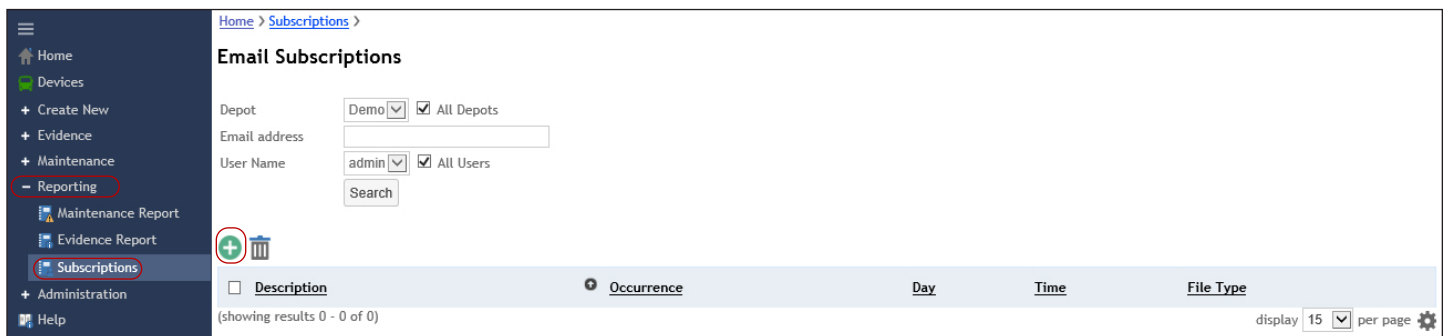 Home
Devices
+ Create New
+ Evidence
+ Maintenance
− Reporting
Maintenance Report
Evidence Report
Subscriptions
+ Administration
Help
Home > Subscriptions >
Email Subscriptions
Depot Demo All Depots
Email address
User Name admin All Users
Search
Description Occurrence Day Time File Type
(showing results 0 - 0 of 0) display 15 per page